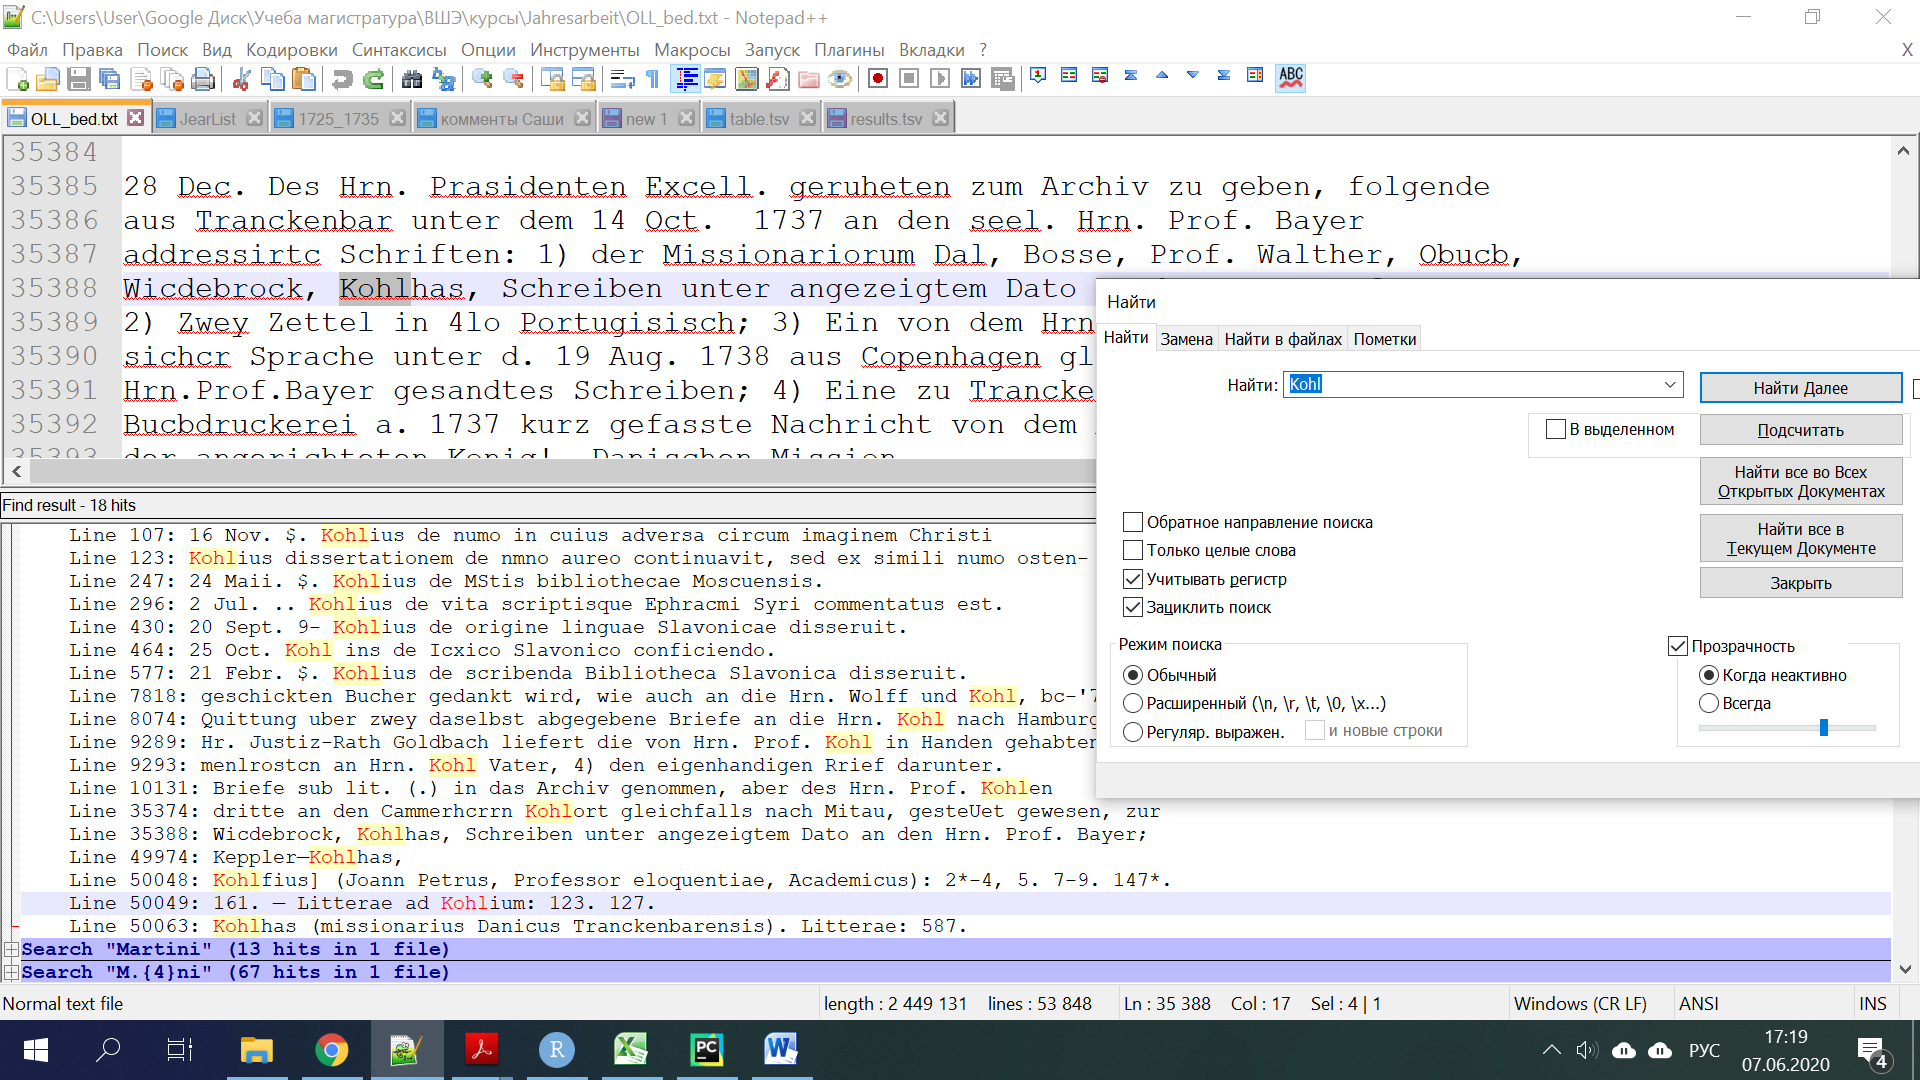 C:\Users\User\Google Диск\Учеба магистратура\ВШЭ\курсы\Jahresarbeit\OLL_bed.txt - Notepad++
Файл Правка Поиск Вид Кодировки Синтаксисы Опции Инструменты Макросы Запуск Плагины Вкладки ? X
ABC
OLL_bed.txt JearList 1725_1735 комменты Саши new 1 table.tsv results.tsv
35384
35385 28 Dec. Des Hrn. Prasidenten Excell. geruheten zum Archiv zu geben, folgende
35386 aus Tranckenbar unter dem 14 Oct. 1737 an den seel. Hrn. Prof. Bayer
35387 addressirtc Schriften: 1) der Missionariorum Dal, Bosse, Prof. Walther, Obucb,
35388 Wicdebrock, Kohlhas, Schreiben unter angezeigtem Dato
35389 2) Zwey Zettel in 4lo Portugisisch; 3) Ein von dem Hrn
35390 sichcr Sprache unter d. 19 Aug. 1738 aus Copenhagen gl
35391 Hrn.Prof.Bayer gesandtes Schreiben; 4) Eine zu Trancke
35392 Bucbdruckerei a. 1737 kurz gefasste Nachricht von dem
35393 der angerichteten Konig!. Danischen Mission
Найти
Найти Замена Найти в файлах Пометки
Найти: Kohl
Найти Далее
В выделенном
Подсчитать
Найти все во Всех
Открытых Документах
Найти все в
Текущем Документе
Закрыть
Обратное направление поиска
Только целые слова
Учитывать регистр
Зациклить поиск
Режим поиска
Обычный
Расширенный (\n, \r, \t, \0, \x...)
Регуляр. выражен. и новые строки
Прозрачность
Когда неактивно
Всегда
Find result - 18 hits
Line 107: 16 Nov. $. Kohlius de numo in cuius adversa circum imaginem Christi
Line 123: Kohlius dissertationem de nmno aureo continuavit, sed ex simili numo osten-
Line 247: 24 Maii. $. Kohlius de MStis bibliothecae Moscuensis.
Line 296: 2 Jul. .. Kohlius de vita scriptisque Ephracmi Syri commentatus est.
Line 430: 20 Sept. 9- Kohlius de origine linguae Slavonicae disseruit.
Line 464: 25 Oct. Kohl ins de Icxico Slavonico conficiendo.
Line 577: 21 Febr. $. Kohlius de scribenda Bibliotheca Slavonica disseruit.
Line 7818: geschickten Bucher gedankt wird, wie auch an die Hrn. Wolff und Kohl, bc-'7
Line 8074: Quittung uber zwey daselbst abgegebene Briefe an die Hrn. Kohl nach Hamburg
Line 9289: Hr. Justiz-Rath Goldbach liefert die von Hrn. Prof. Kohl in Handen gehabten
Line 9293: menlrostcn an Hrn. Kohl Vater, 4) den eigenhandigen Rrief darunter.
Line 10131: Briefe sub lit. (.) in das Archiv genommen, aber des Hrn. Prof. Kohlen
Line 35374: dritte an den Cammerhcrrn Kohlort gleichfalls nach Mitau, gesteUet gewesen, zur
Line 35388: Wicdebrock, Kohlhas, Schreiben unter angezeigtem Dato an den Hrn. Prof. Bayer;
Line 49974: Keppler—Kohlhas,
Line 50048: Kohlfius] (Joann Petrus, Professor eloquentiae, Academicus): 2*-4, 5. 7-9. 147*.
Line 50049: 161. — Litterae ad Kohlium: 123. 127.
Line 50063: Kohlhas (missionarius Danicus Tranckenbarensis). Litterae: 587.
Search "Martini" (13 hits in 1 file)
Search "M.{4}ni" (67 hits in 1 file)
Normal text file length : 2 449 131 lines : 53 848 Ln : 35 388 Col : 17 Sel : 4 | 1 Windows (CR LF) ANSI INS
РУС 17:19
07.06.2020 4